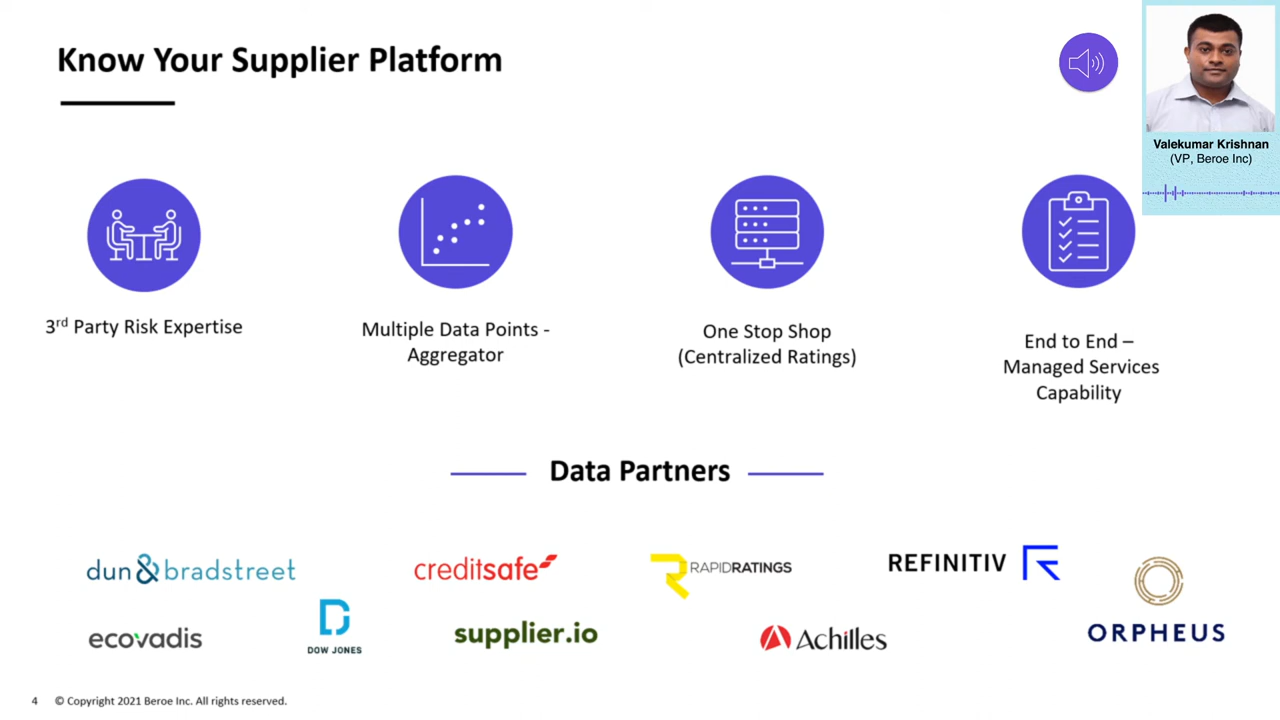 Know Your Supplier Platform
Valekumar Krishnan
(VP, Beroe Inc)
3rd Party Risk Expertise
Multiple Data Points -
Aggregator
One Stop Shop
(Centralized Ratings)
End to End –
Managed Services
Capability
Data Partners
dun&bradstreet
creditsafe
RAPIDRATINGS
REFINITIV
ecovadis
DOW JONES
supplier.io
Achilles
ORPHEUS
4 © Copyright 2021 Beroe Inc. All rights reserved.